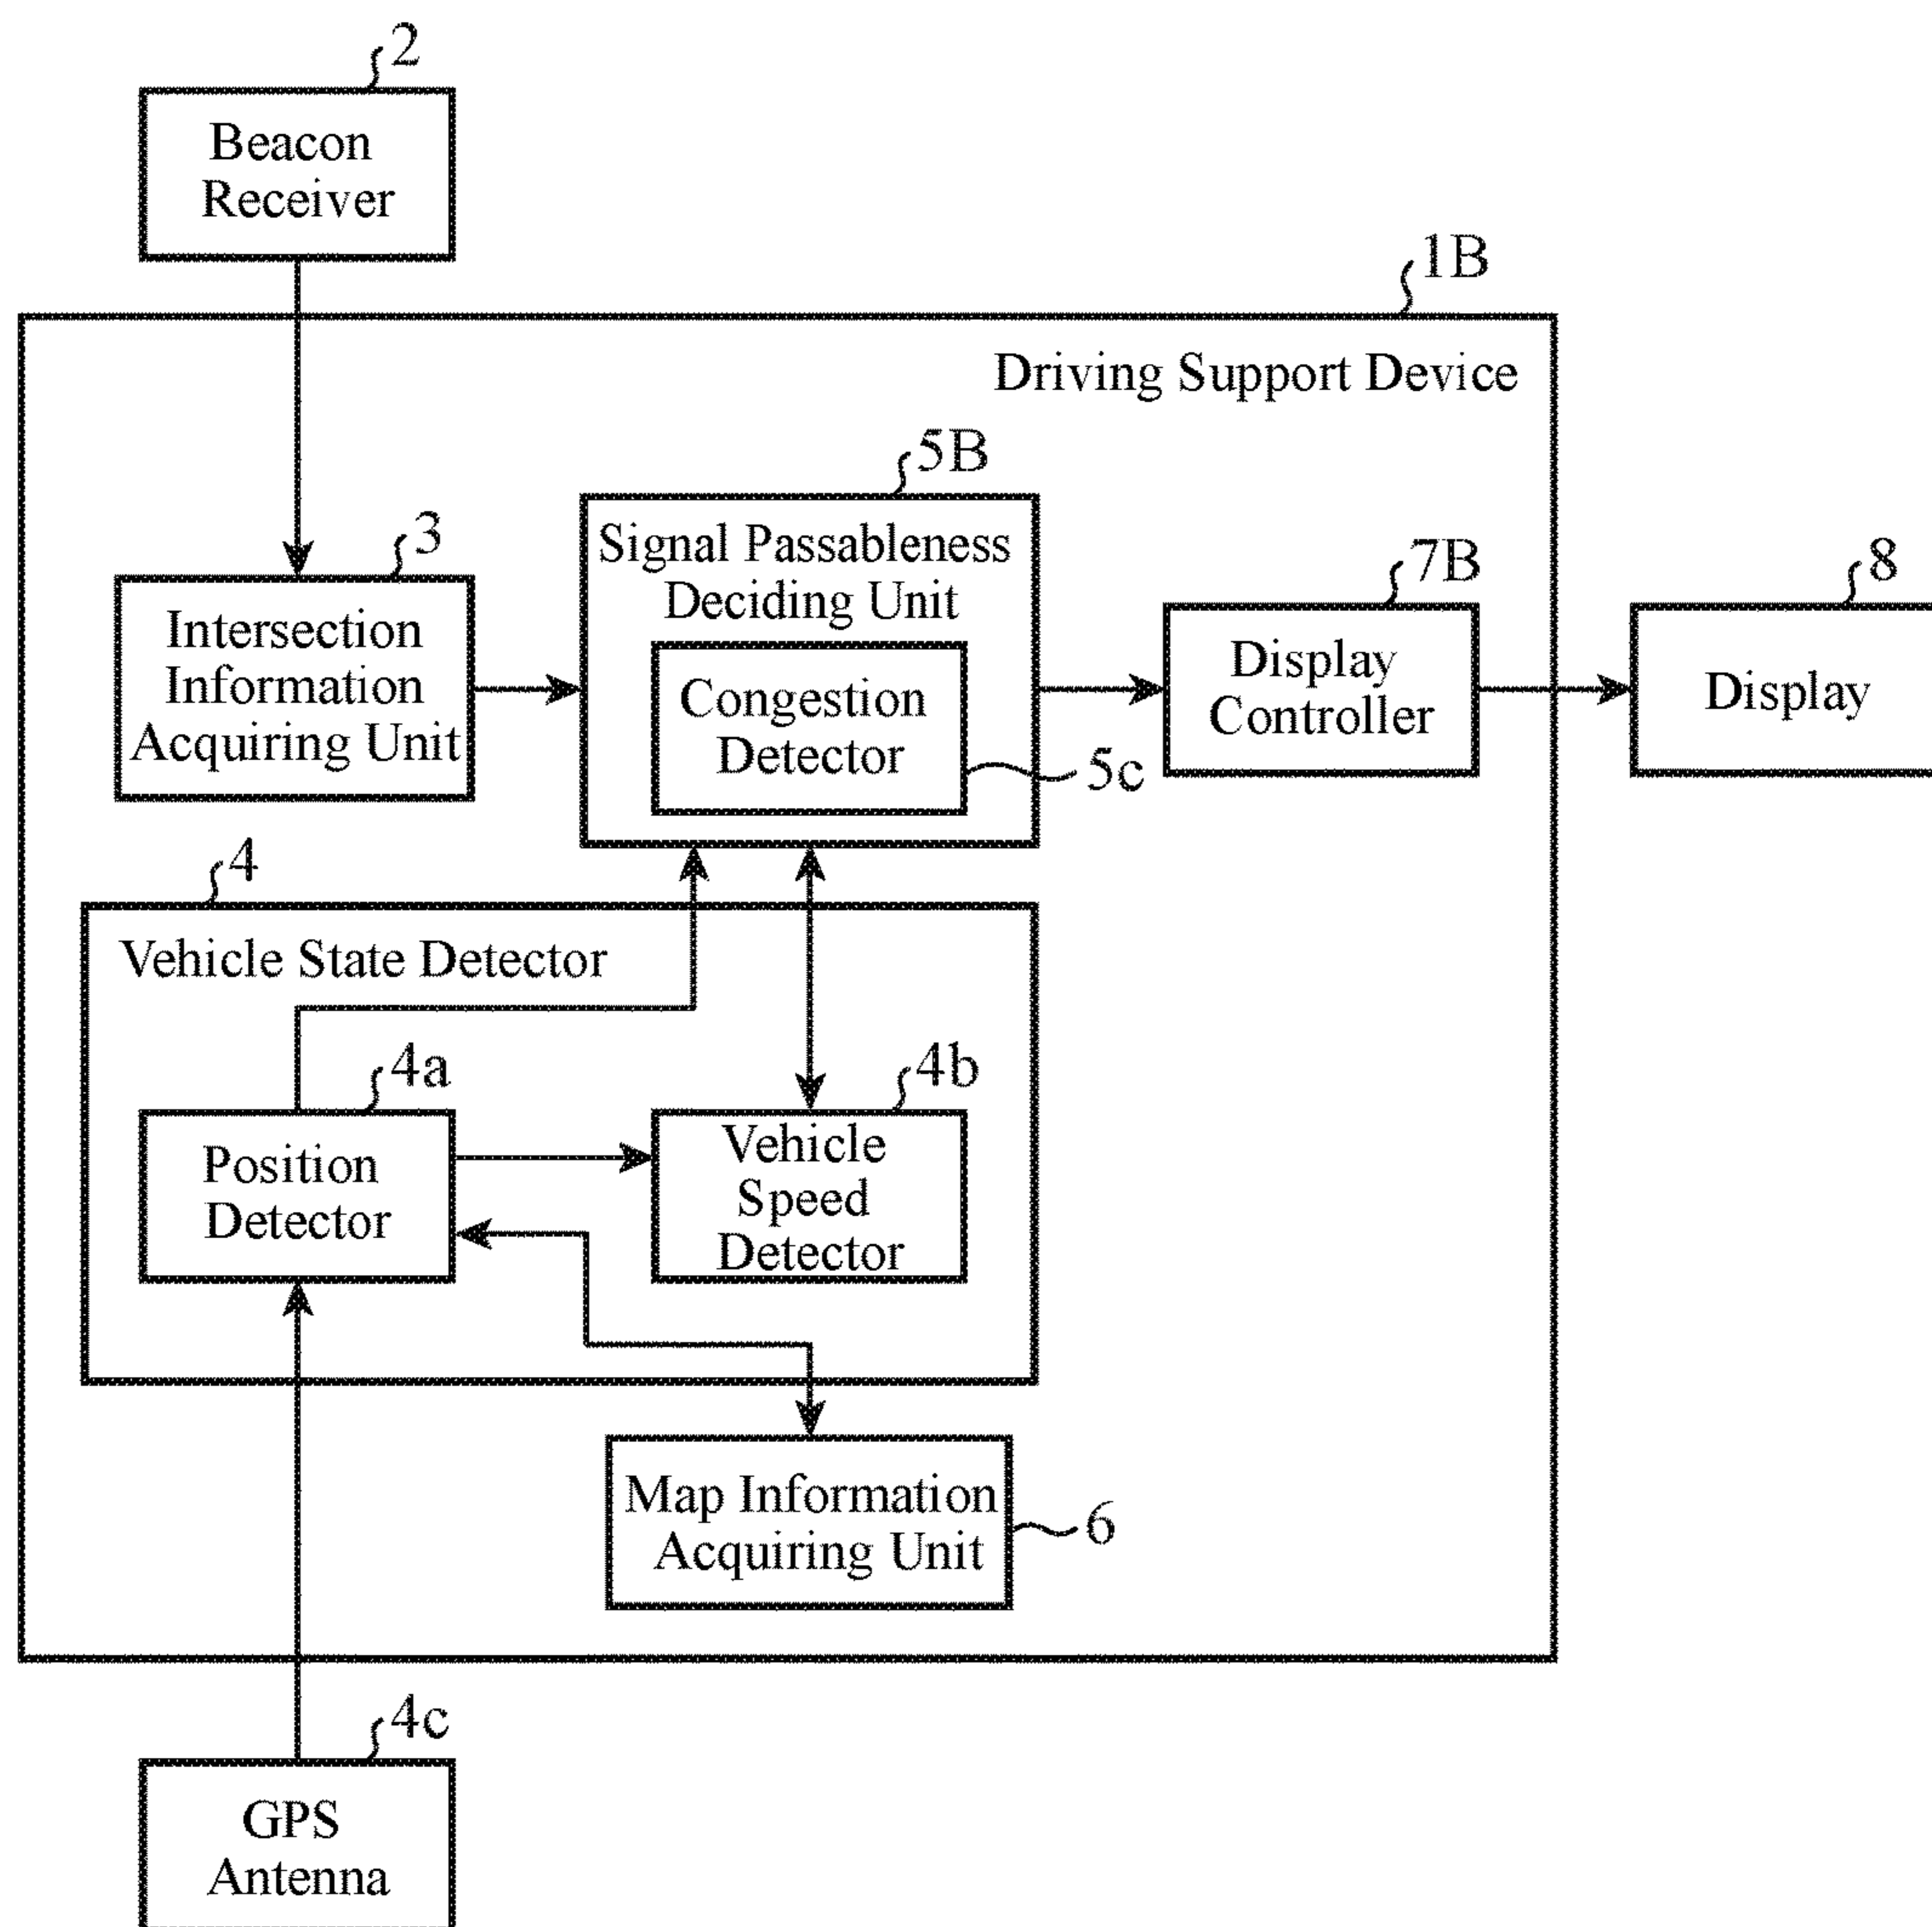 2
Beacon
Receiver
1B
Driving Support Device
5B
Signal Passableness
Deciding Unit
3
Intersection
Information
Acquiring Unit
Congestion
Detector
5c
7B
Display
Controller
8
Display
4
Vehicle State Detector
4a
Position
Detector
4b
Vehicle
Speed
Detector
Map Information
Acquiring Unit
6
4c
GPS
Antenna